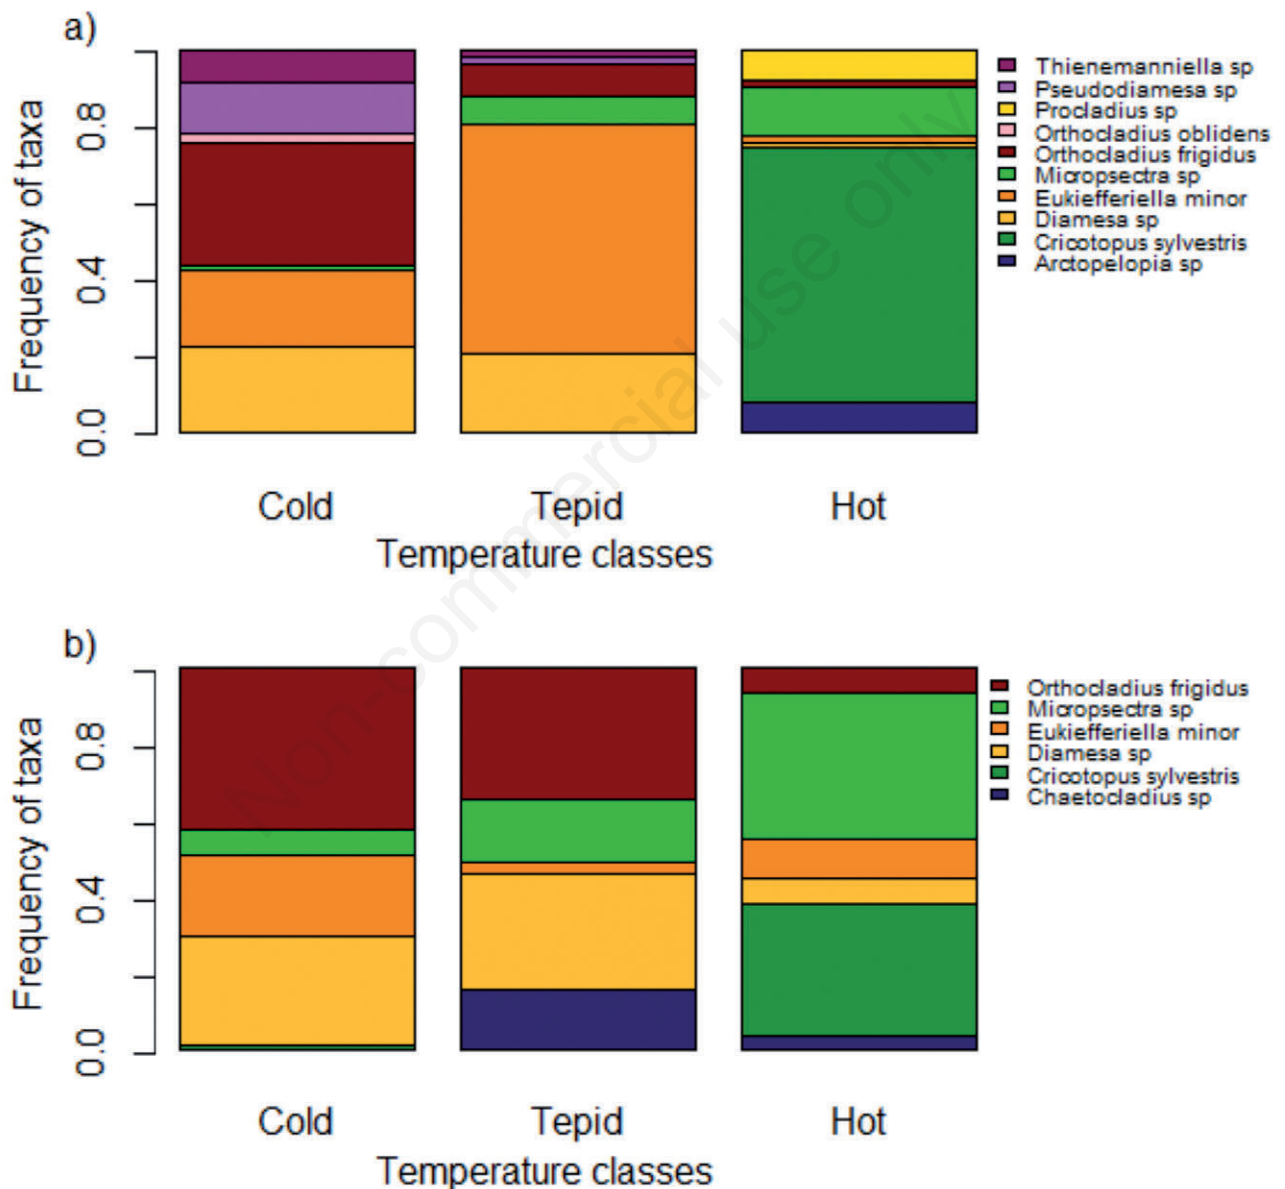 a)
Frequency of taxa
0.8
0.4
0.0
Thienemanniella sp
Pseudodiamesa sp
Procladius sp
Orthocladius oblidens
Orthocladius frigidus
Micropsectra sp
Eukiefferiella minor
Diamesa sp
Cricotopus sylvestris
Arctopelopia sp
Cold Tepid Hot
Temperature classes
Non-commercial use only
b)
Frequency of taxa
0.8
0.4
0.0
Orthocladius frigidus
Micropsectra sp
Eukiefferiella minor
Diamesa sp
Cricotopus sylvestris
Chaetocladius sp
Cold Tepid Hot
Temperature classes